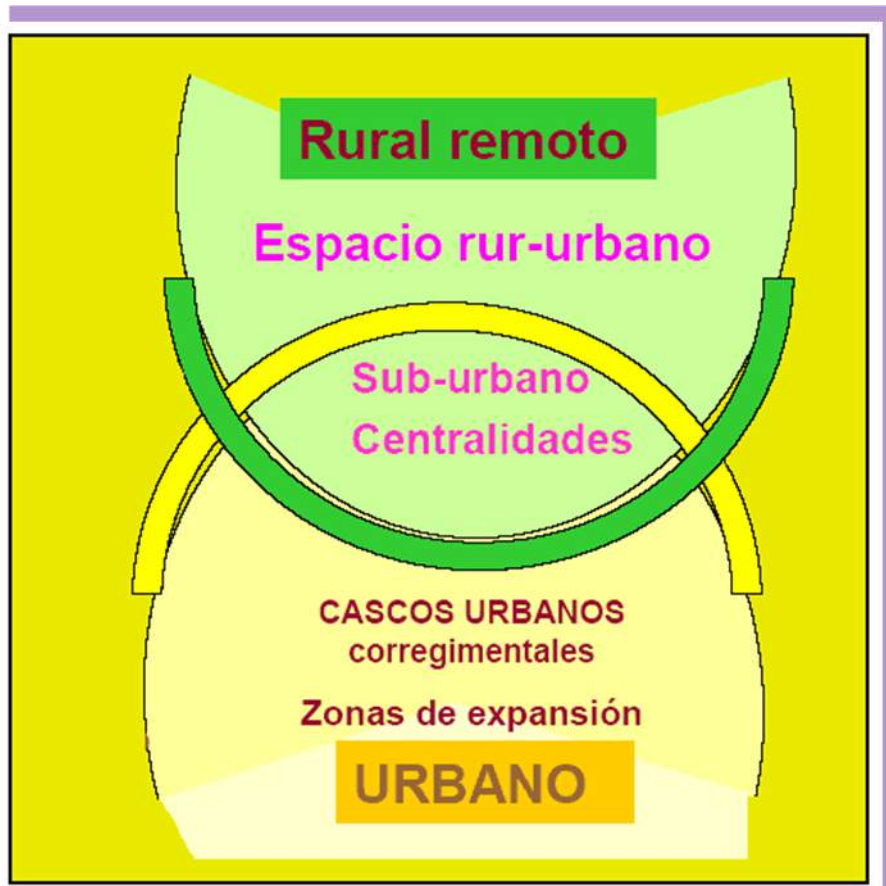 Rural remoto
Espacio rur-urbano
Sub-urbano
Centralidades
CASCOS URBANOS
corregimentales
Zonas de expansión
URBANO